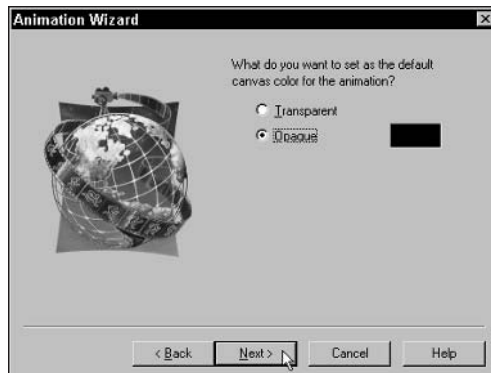 Animation Wizard
What do you want to set as the default
canvas color for the animation?
Transparent
Opaque
< Back
Next >
Cancel
Help